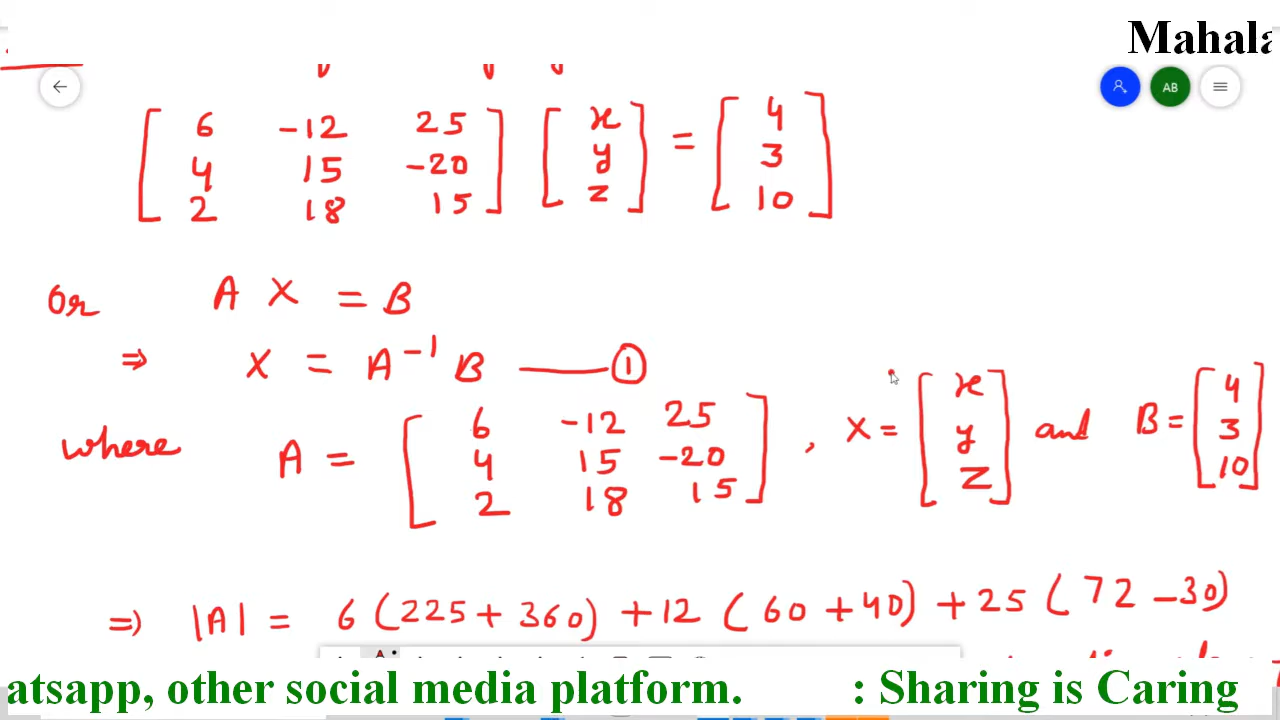 Mahala
AB
[ 6 -12 25 ] [ x ] = [ 4 ]
[ 4 15 -20 ] [ y ] [ 3 ]
[ 2 18 15 ] [ z ] [ 10 ]
Or A X = B
⇒ X = A⁻¹ B —— ①
where A = [ 6 -12 25 ] , X = [ x ] and B = [ 4 ]
[ 4 15 -20 ] [ y ] [ 3 ]
[ 2 18 15 ] [ z ] [ 10 ]
⇒ |A| = 6 (225 + 360) + 12 (60 + 40) + 25 (72 - 30)
atsapp, other social media platform. : Sharing is Caring